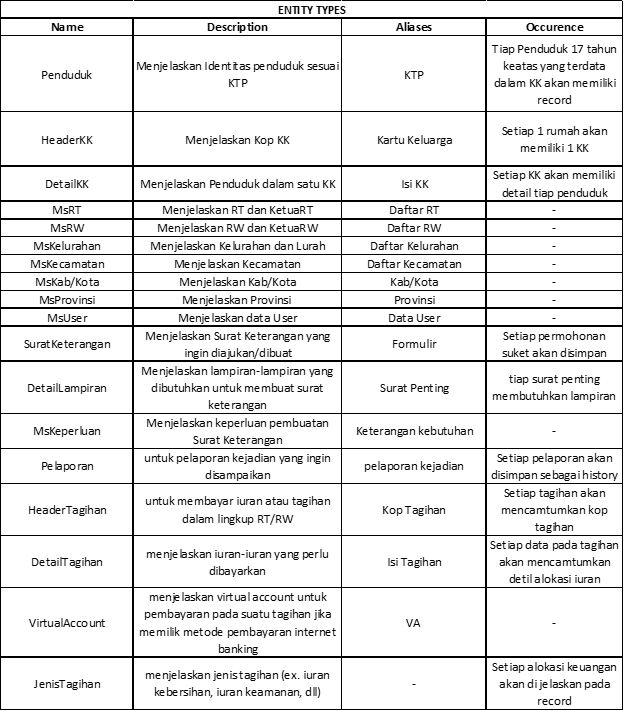 ENTITY TYPES
Name Description Aliases Occurence
Penduduk
Menjelaskan Identitas penduduk sesuai
KTP
KTP
Tiap Penduduk 17 tahun
keatas yang terdata
dalam KK akan memiliki
record
HeaderKK
Menjelaskan Kop KK
Kartu Keluarga
Setiap 1 rumah akan
memiliki 1 KK
DetailKK
Menjelaskan Penduduk dalam satu KK
Isi KK
Setiap KK akan memiliki
detail tiap penduduk
MsRT Menjelaskan RT dan KetuaRT Daftar RT -
MsRW Menjelaskan RW dan KetuaRW Daftar RW -
MsKelurahan Menjelaskan Kelurahan dan Lurah Daftar Kelurahan -
MsKecamatan Menjelaskan Kecamatan Daftar Kecamatan -
MsKab/Kota Menjelaskan Kab/Kota Kab/Kota -
MsProvinsi Menjelaskan Provinsi Provinsi -
MsUser Menjelaskan data User Data User -
SuratKeterangan
Menjelaskan Surat Keterangan yang
ingin diajukan/dibuat
Formulir
Setiap permohonan
suket akan disimpan
DetailLampiran
Menjelaskan lampiran-lampiran yang
dibutuhkan untuk membuat surat
keterangan
Surat Penting
tiap surat penting
membutuhkan lampiran
MsKeperluan
Menjelaskan keperluan pembuatan
Surat Keterangan
Keterangan kebutuhan
-
Pelaporan
untuk pelaporan kejadian yang ingin
disampaikan
pelaporan kejadian
Setiap pelaporan akan
disimpan sebagai history
HeaderTagihan
untuk membayar iuran atau tagihan
dalam lingkup RT/RW
Kop Tagihan
Setiap tagihan akan
mencamtumkan kop
tagihan
DetailTagihan
menjelaskan iuran-iuran yang perlu
dibayarkan
Isi Tagihan
Setiap data pada tagihan
akan mencamtumkan
detil alokasi iuran
VirtualAccount
menjelaskan virtual account untuk
pembayaran pada suatu tagihan jika
memilik metode pembayaran internet
banking
VA
-
JenisTagihan
menjelaskan jenis tagihan (ex. iuran
kebersihan, iuran keamanan, dll)
-
Setiap alokasi keuangan
akan di jelaskan pada
record